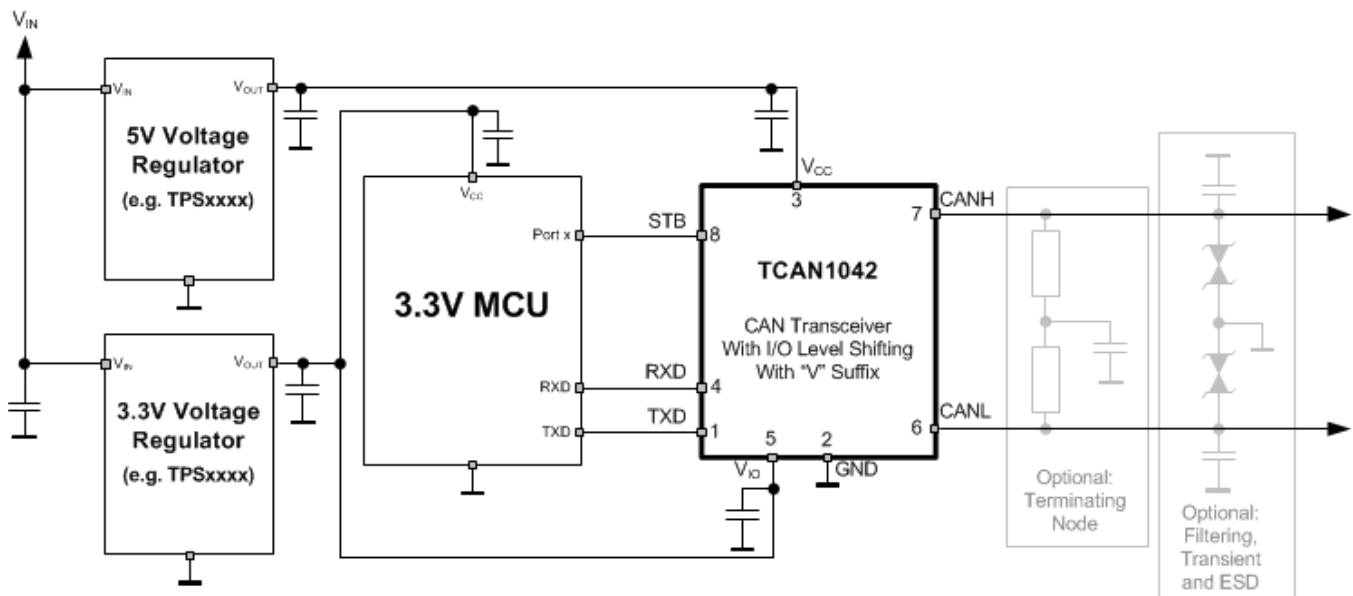 VIN
VIN
VOUT
5V Voltage
Regulator
(e.g. TPSxxxx)
VIN
VOUT
3.3V Voltage
Regulator
(e.g. TPSxxxx)
VCC
Port x
3.3V MCU
RXD
TXD
STB
RXD
TXD
VCC
3
8
7
CANH
TCAN1042
CAN Transceiver
With I/O Level Shifting
With “V” Suffix
4
1
5
2
6
CANL
VIO
GND
Optional:
Terminating
Node
Optional:
Filtering,
Transient
and ESD